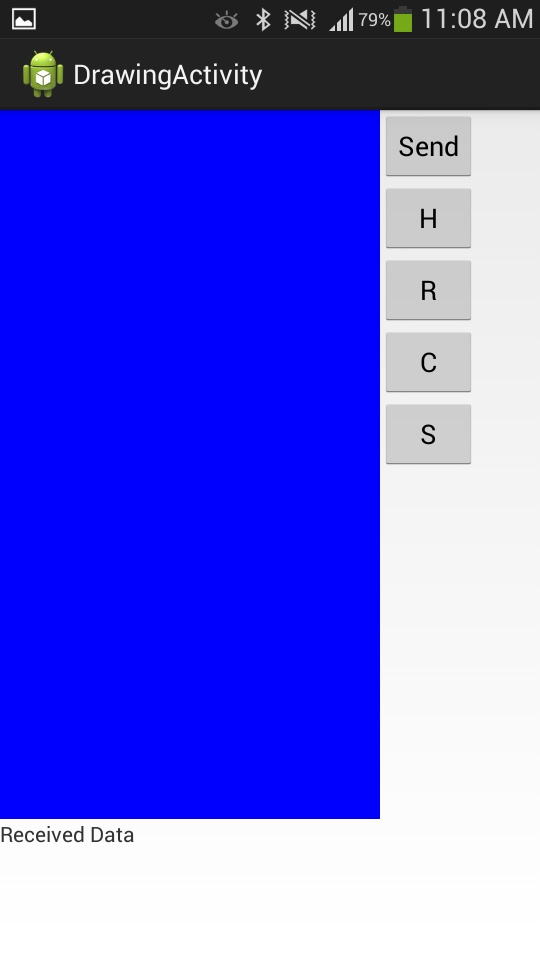 79% 11:08 AM
DrawingActivity
Send
H
R
C
S
Received Data